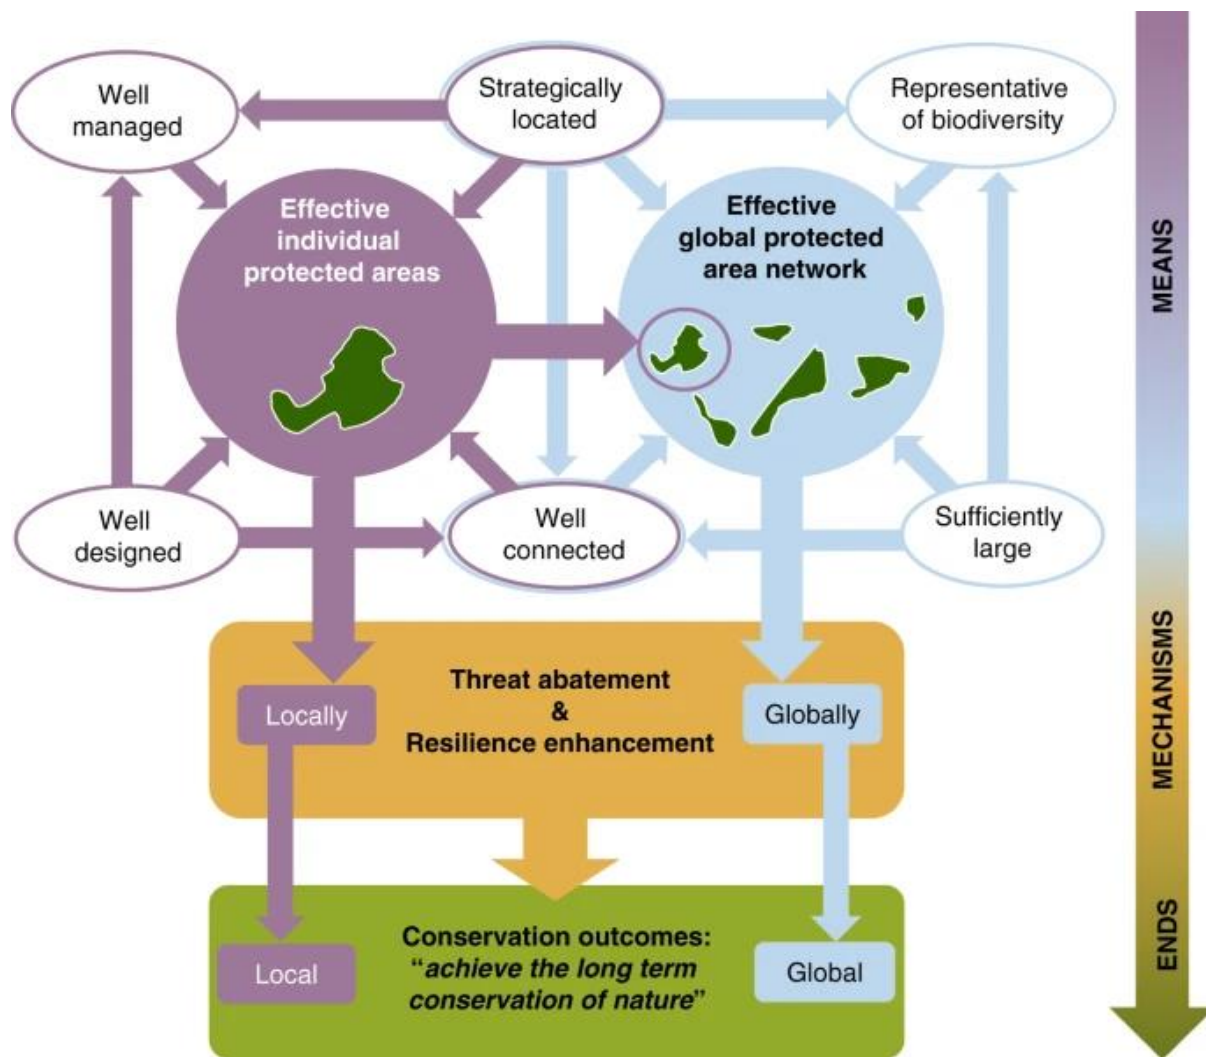 Well
managed
Strategically
located
Representative
of biodiversity
Effective
individual
protected areas
Effective
global protected
area network
Well
designed
Well
connected
Sufficiently
large
Threat abatement
&
Resilience enhancement
Locally
Globally
Conservation outcomes:
“achieve the long term
conservation of nature”
Local
Global
MEANS
MECHANISMS
ENDS